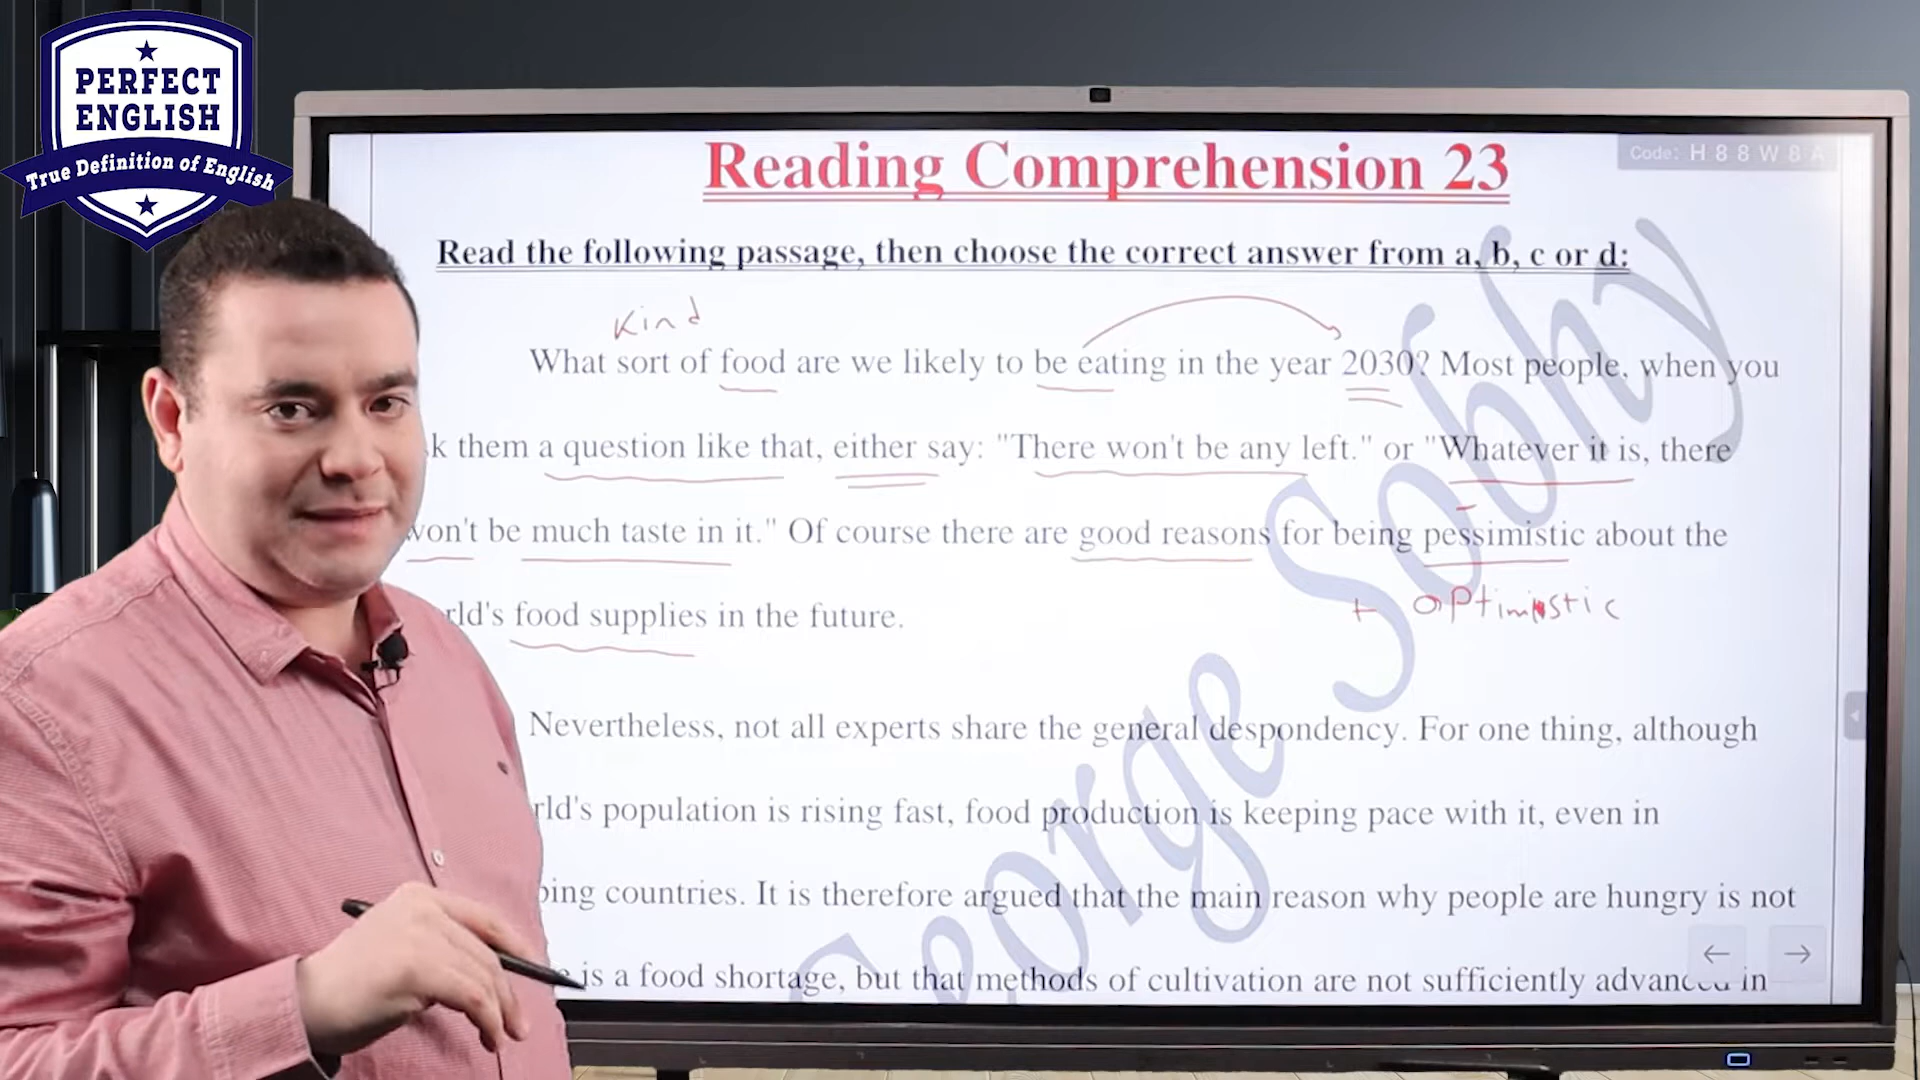 PERFECT
ENGLISH
True Definition of English
Code: H 8 8 W 8 A
Reading Comprehension 23
Read the following passage, then choose the correct answer from a, b, c or d:
Kind
What sort of food are we likely to be eating in the year 2030? Most people, when you
k them a question like that, either say: "There won't be any left." or "Whatever it is, there
won't be much taste in it." Of course there are good reasons for being pessimistic about the
rld's food supplies in the future.
+ optimistic
Nevertheless, not all experts share the general despondency. For one thing, although
rld's population is rising fast, food production is keeping pace with it, even in
ping countries. It is therefore argued that the main reason why people are hungry is not
e is a food shortage, but that methods of cultivation are not sufficiently advanced in
George Sobhy